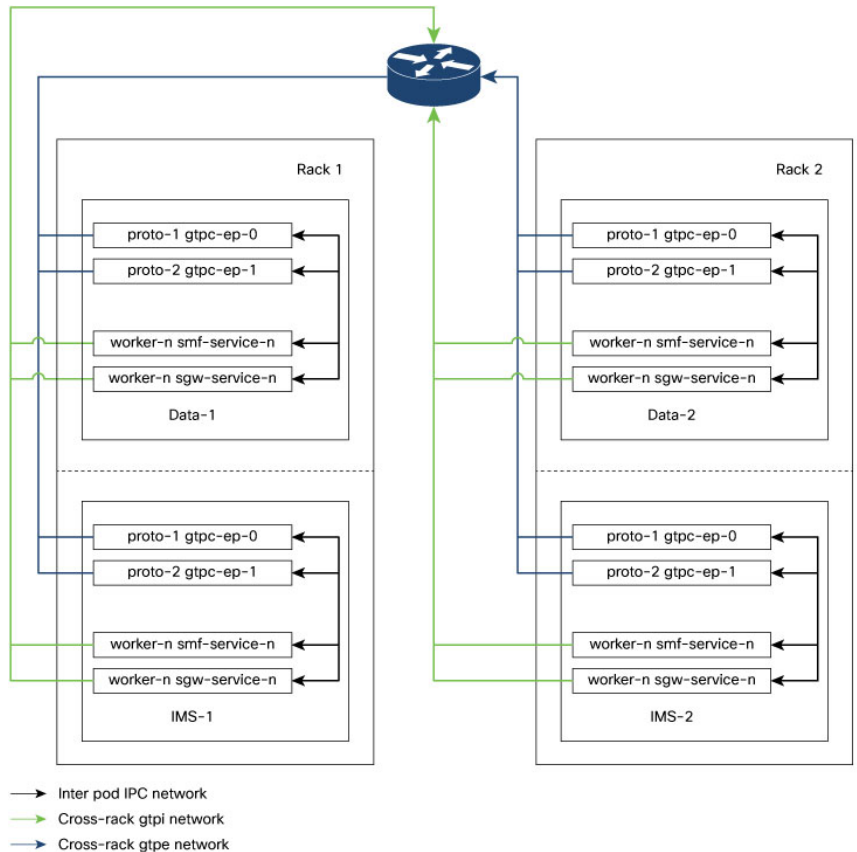 Rack 1
proto-1 gtpc-ep-0
proto-2 gtpc-ep-1
worker-n smf-service-n
worker-n sgw-service-n
Data-1
proto-1 gtpc-ep-0
proto-2 gtpc-ep-1
worker-n smf-service-n
worker-n sgw-service-n
IMS-1
Rack 2
proto-1 gtpc-ep-0
proto-2 gtpc-ep-1
worker-n smf-service-n
worker-n sgw-service-n
Data-2
proto-1 gtpc-ep-0
proto-2 gtpc-ep-1
worker-n smf-service-n
worker-n sgw-service-n
IMS-2
Inter pod IPC network
Cross-rack gtpi network
Cross-rack gtpe network